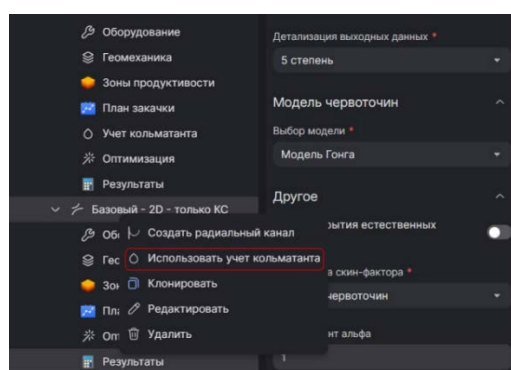 Оборудование
Геомеханика
Зоны продуктивости
План закачки
Учет кольматанта
Оптимизация
Результаты
Базовый - 2D - только КС
Создать радиальный канал
Использовать учет кольматанта
Клонировать
Редактировать
Удалить
Результаты
Детализация выходных данных *
5 степень
Модель червоточин
Выбор модели *
Модель Гонга
Другое
рытия естественных
а скин-фактора *
червоточин
нт альфа
1